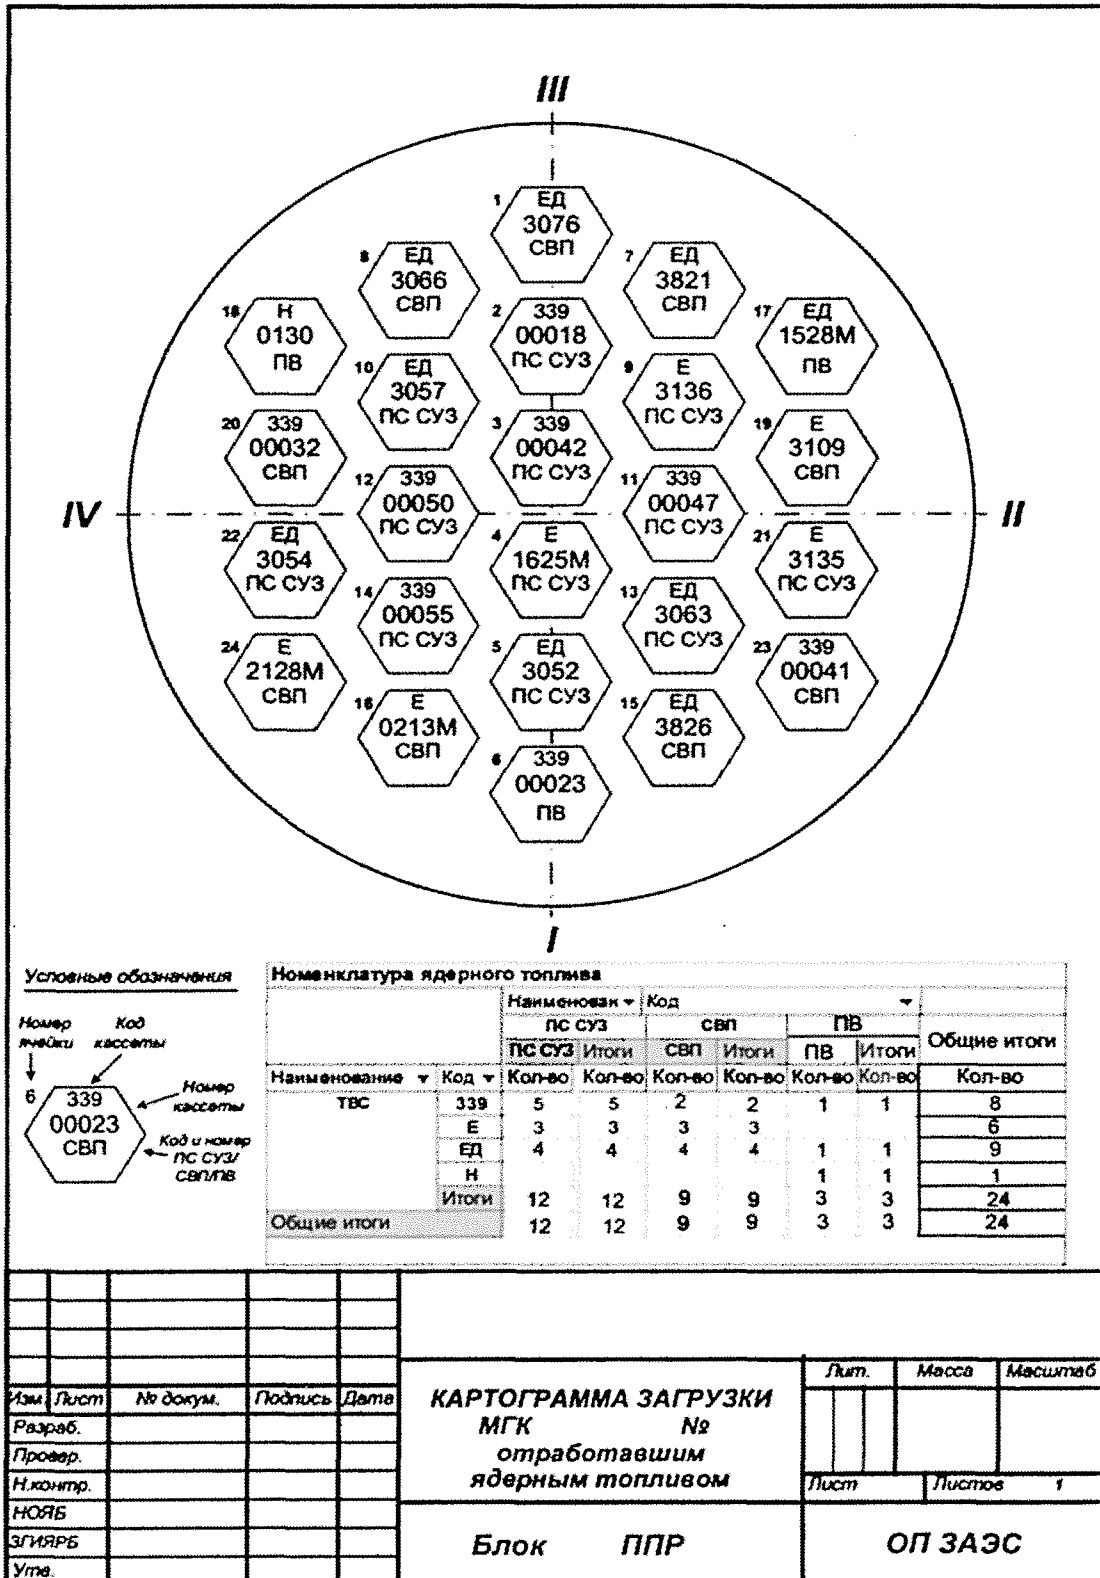 III
1 ЕД
3076
СВП
8 ЕД
3066
СВП
7 ЕД
3821
СВП
18 Н
0130
ПВ
2 339
00018
ПС СУЗ
17 ЕД
1528М
ПВ
10 ЕД
3057
ПС СУЗ
9 Е
3136
ПС СУЗ
20 339
00032
СВП
3 339
00042
ПС СУЗ
19 Е
3109
СВП
12 339
00050
ПС СУЗ
11 339
00047
ПС СУЗ
IV
II
22 ЕД
3054
ПС СУЗ
4 Е
1625М
ПС СУЗ
21 Е
3135
ПС СУЗ
14 339
00055
ПС СУЗ
13 ЕД
3063
ПС СУЗ
24 Е
2128М
СВП
5 ЕД
3052
ПС СУЗ
23 339
00041
СВП
16 Е
0213М
СВП
15 ЕД
3826
СВП
6 339
00023
ПВ
I
Условные обозначения
Номер ячейки
Код кассеты
6 339
00023
СВП
Номер кассеты
Код и номер
ПС СУЗ/
СВП/ПВ
Номенклатура ядерного топлива
Наименован Код
ПС СУЗ СВП ПВ Общие итоги
ПС СУЗ Итоги СВП Итоги ПВ Итоги
Наименование Код Кол-во Кол-во Кол-во Кол-во Кол-во Кол-во Кол-во
ТВС 339 5 5 2 2 1 1 8
Е 3 3 3 3 6
ЕД 4 4 4 4 1 1 9
Н 1 1 1
Итоги 12 12 9 9 3 3 24
Общие итоги 12 12 9 9 3 3 24
Изм Лист № докум. Подпись Дата
Разраб.
Провер.
Н.контр.
НОЯБ
ЗГИЯРБ
Утв.
КАРТОГРАММА ЗАГРУЗКИ
МГК №
отработавшим
ядерным топливом
Лит. Масса Масштаб
Лист Листов 1
Блок ППР
ОП ЗАЭС